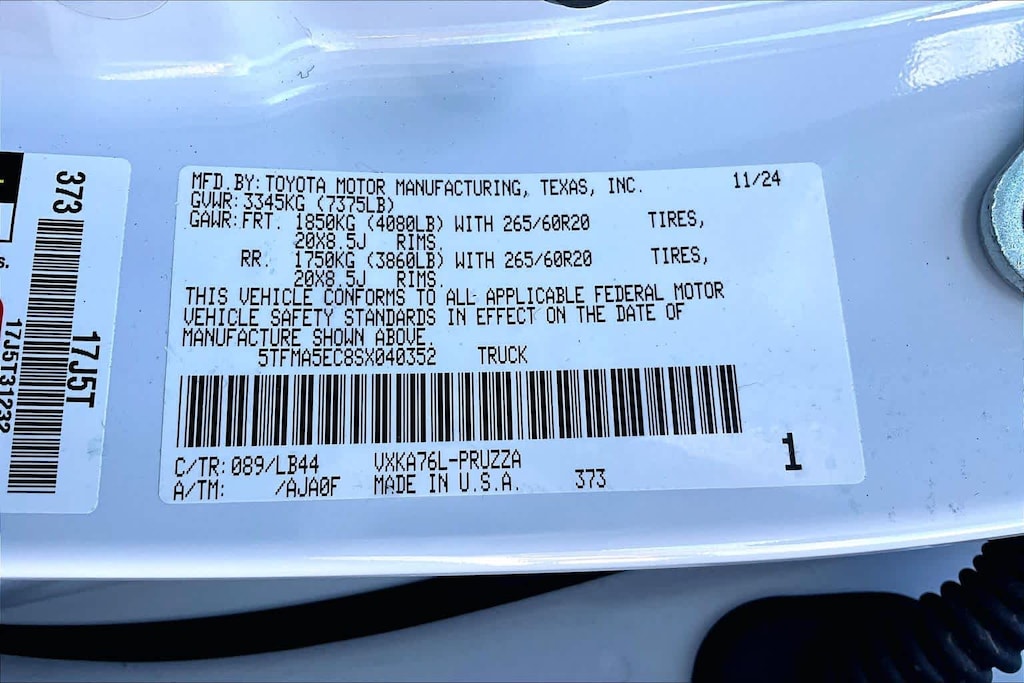 373
17J5T
17J5T31232
s.
MFD. BY: TOYOTA MOTOR MANUFACTURING, TEXAS, INC. 11/24
GVWR: 3345KG (7375LB)
GAWR: FRT. 1850KG (4080LB) WITH 265/60R20 TIRES,
20X8.5J RIMS.
RR. 1750KG (3860LB) WITH 265/60R20 TIRES,
20X8.5J RIMS.
THIS VEHICLE CONFORMS TO ALL APPLICABLE FEDERAL MOTOR
VEHICLE SAFETY STANDARDS IN EFFECT ON THE DATE OF
MANUFACTURE SHOWN ABOVE.
5TFMA5EC8SX040352 TRUCK
C/TR: 089/LB44 VXKA76L-PRUZZA
A/TM: /AJA0F MADE IN U.S.A. 373
1